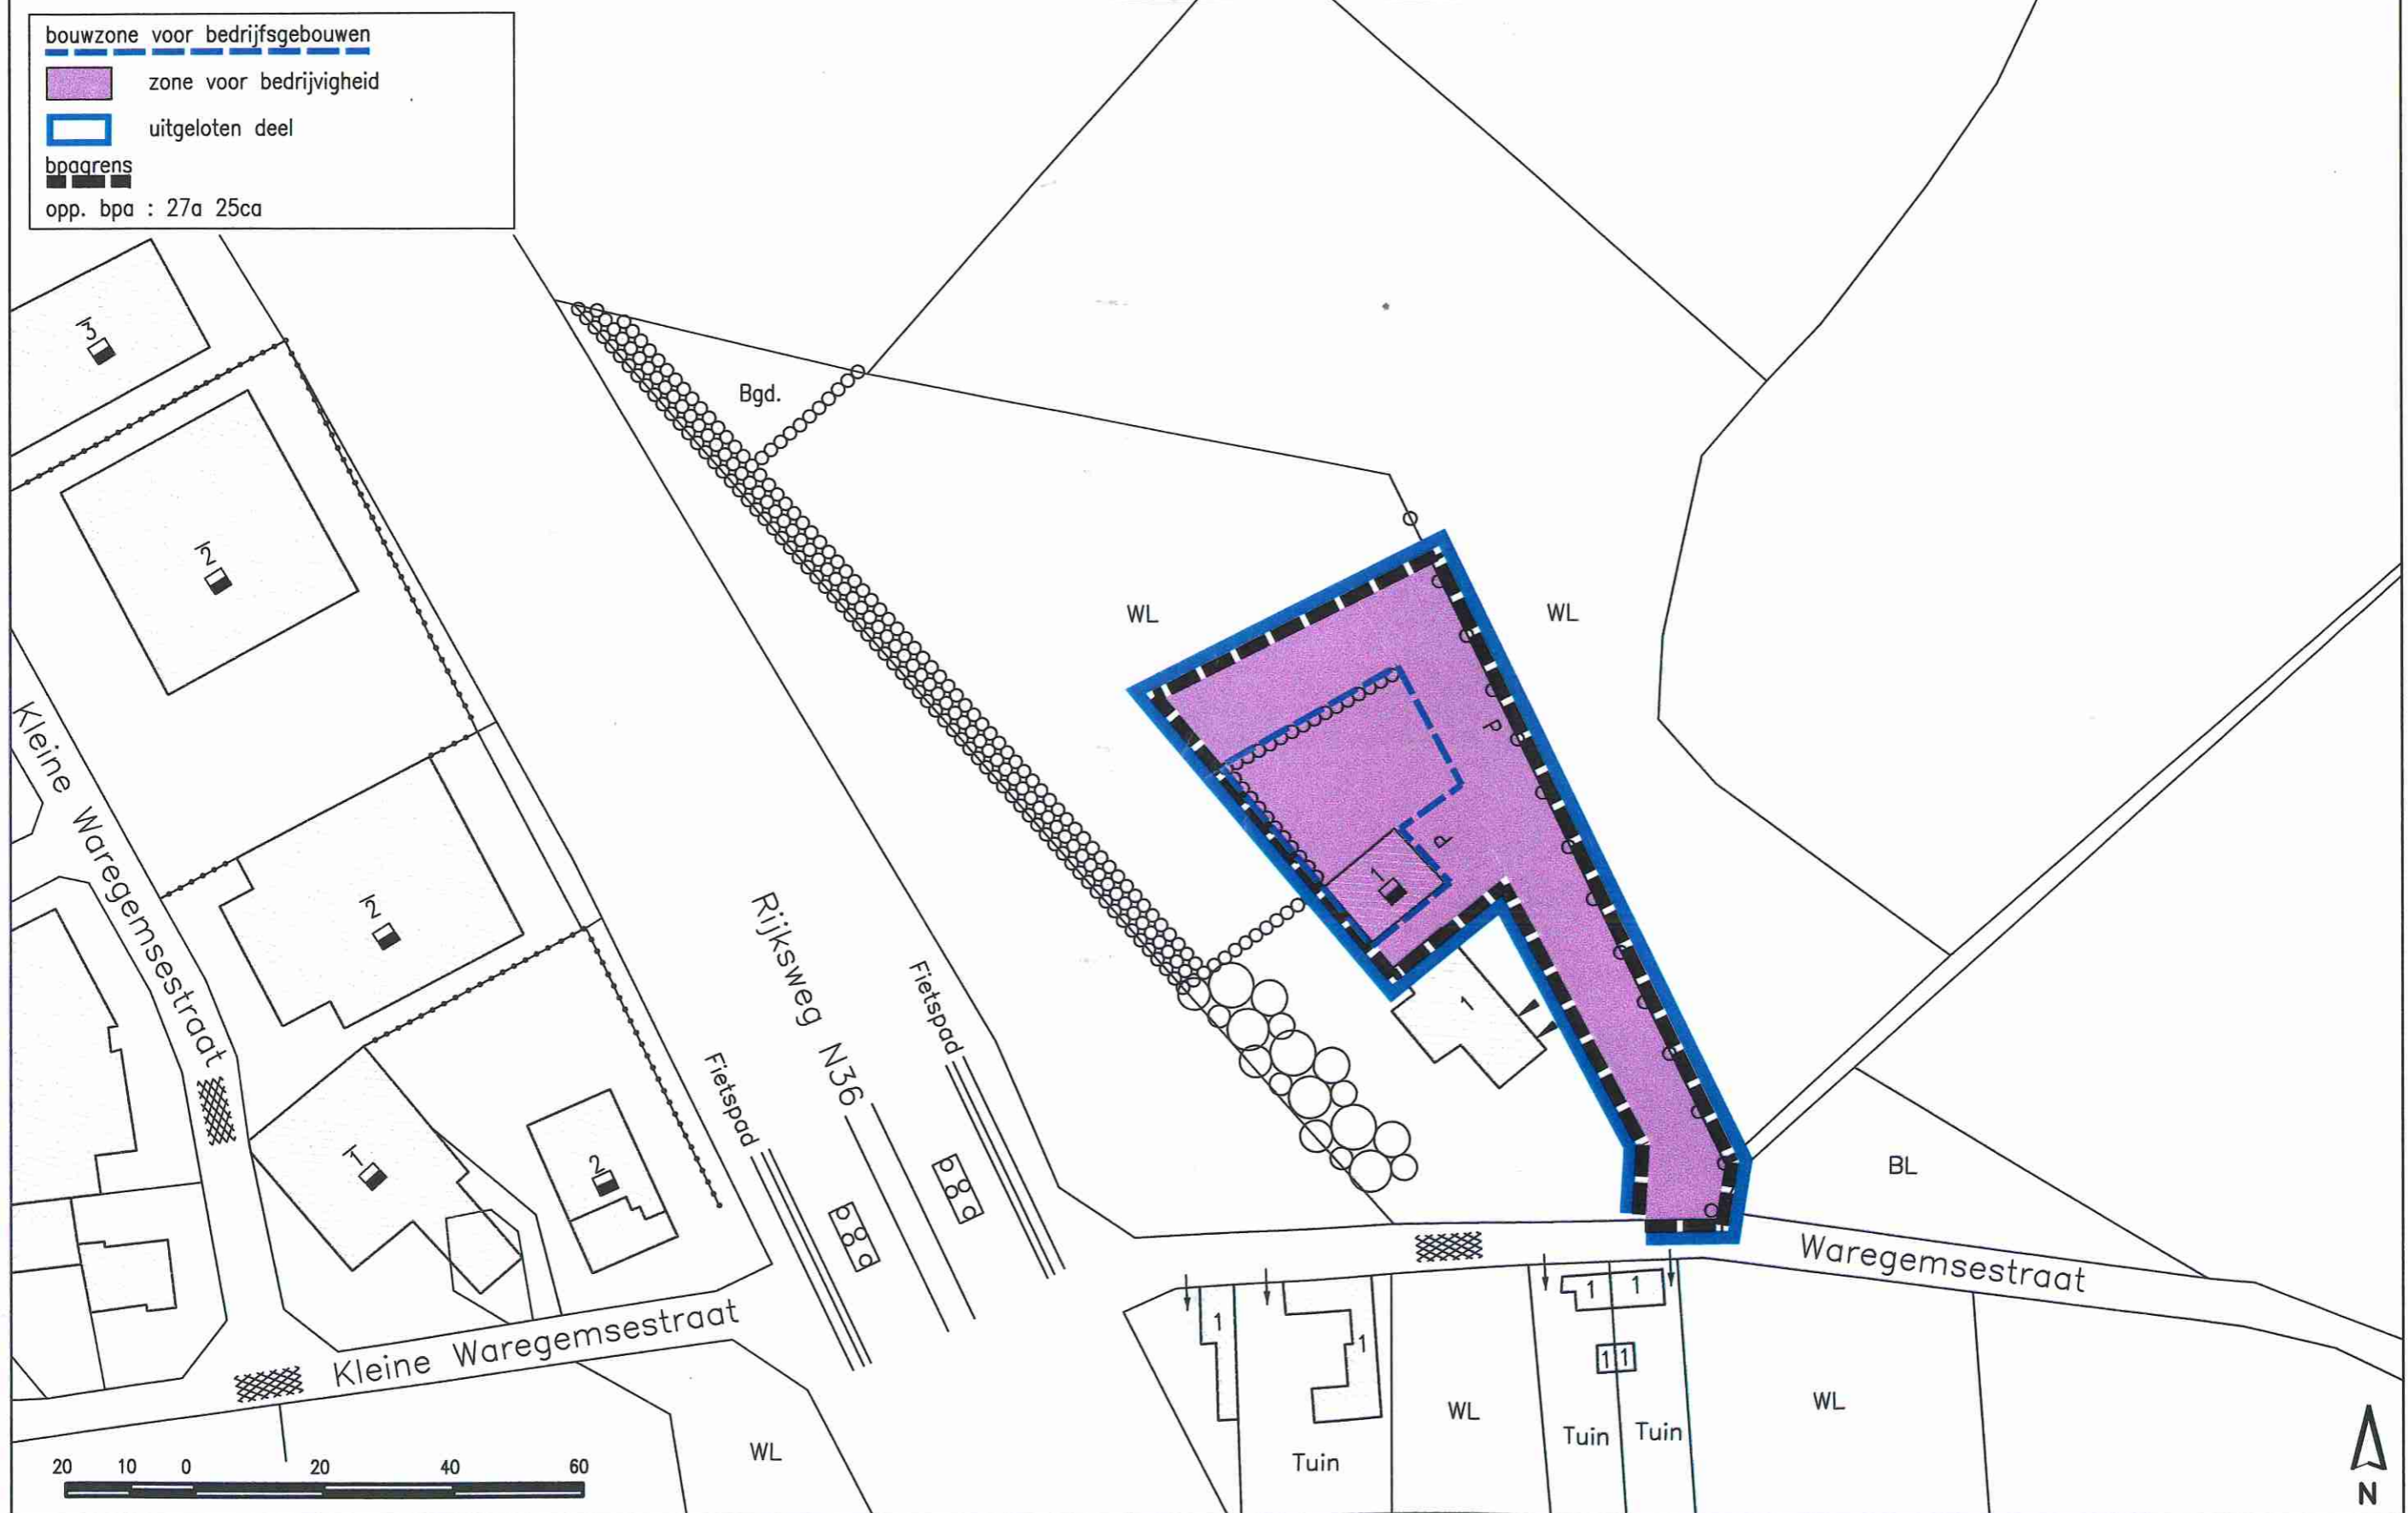 bouwzone voor bedrijfsgebouwen
zone voor bedrijvigheid
uitgeloten deel
bpagrens
opp. bpa : 27a 25ca
3
Bgd.
2
WL
WL
Kleine Waregemsestraat
P
P
1
2
Rijksweg N36
Fietspad
1
Fietspad
1
2
BL
Waregemsestraat
Kleine Waregemsestraat
1
1
1
1
1
1
WL
WL
Tuin
Tuin
Tuin
WL
20 10 0 20 40 60
N